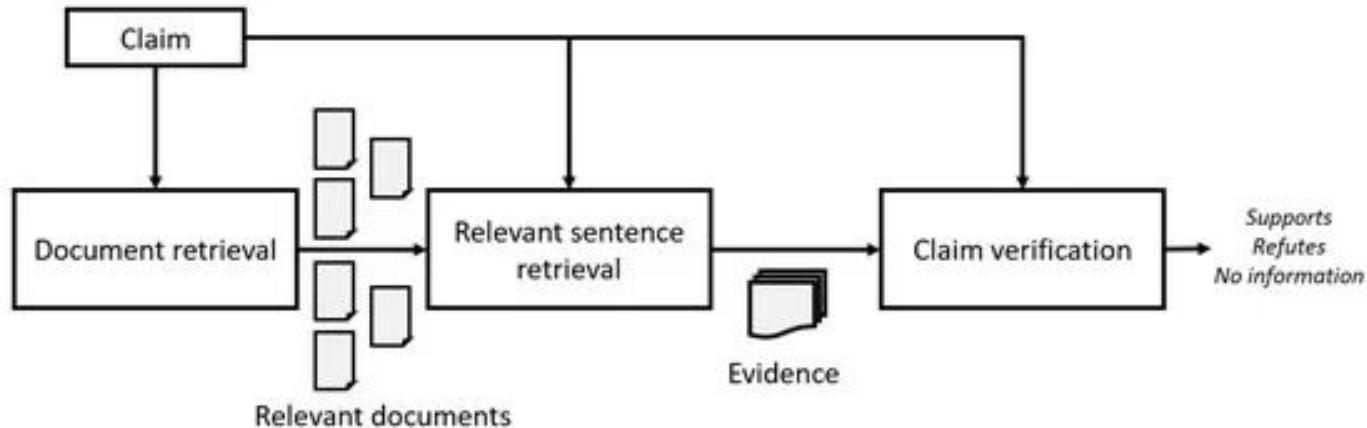 Claim
Document retrieval
Relevant sentence
retrieval
Claim verification
Supports
Refutes
No information
Evidence
Relevant documents